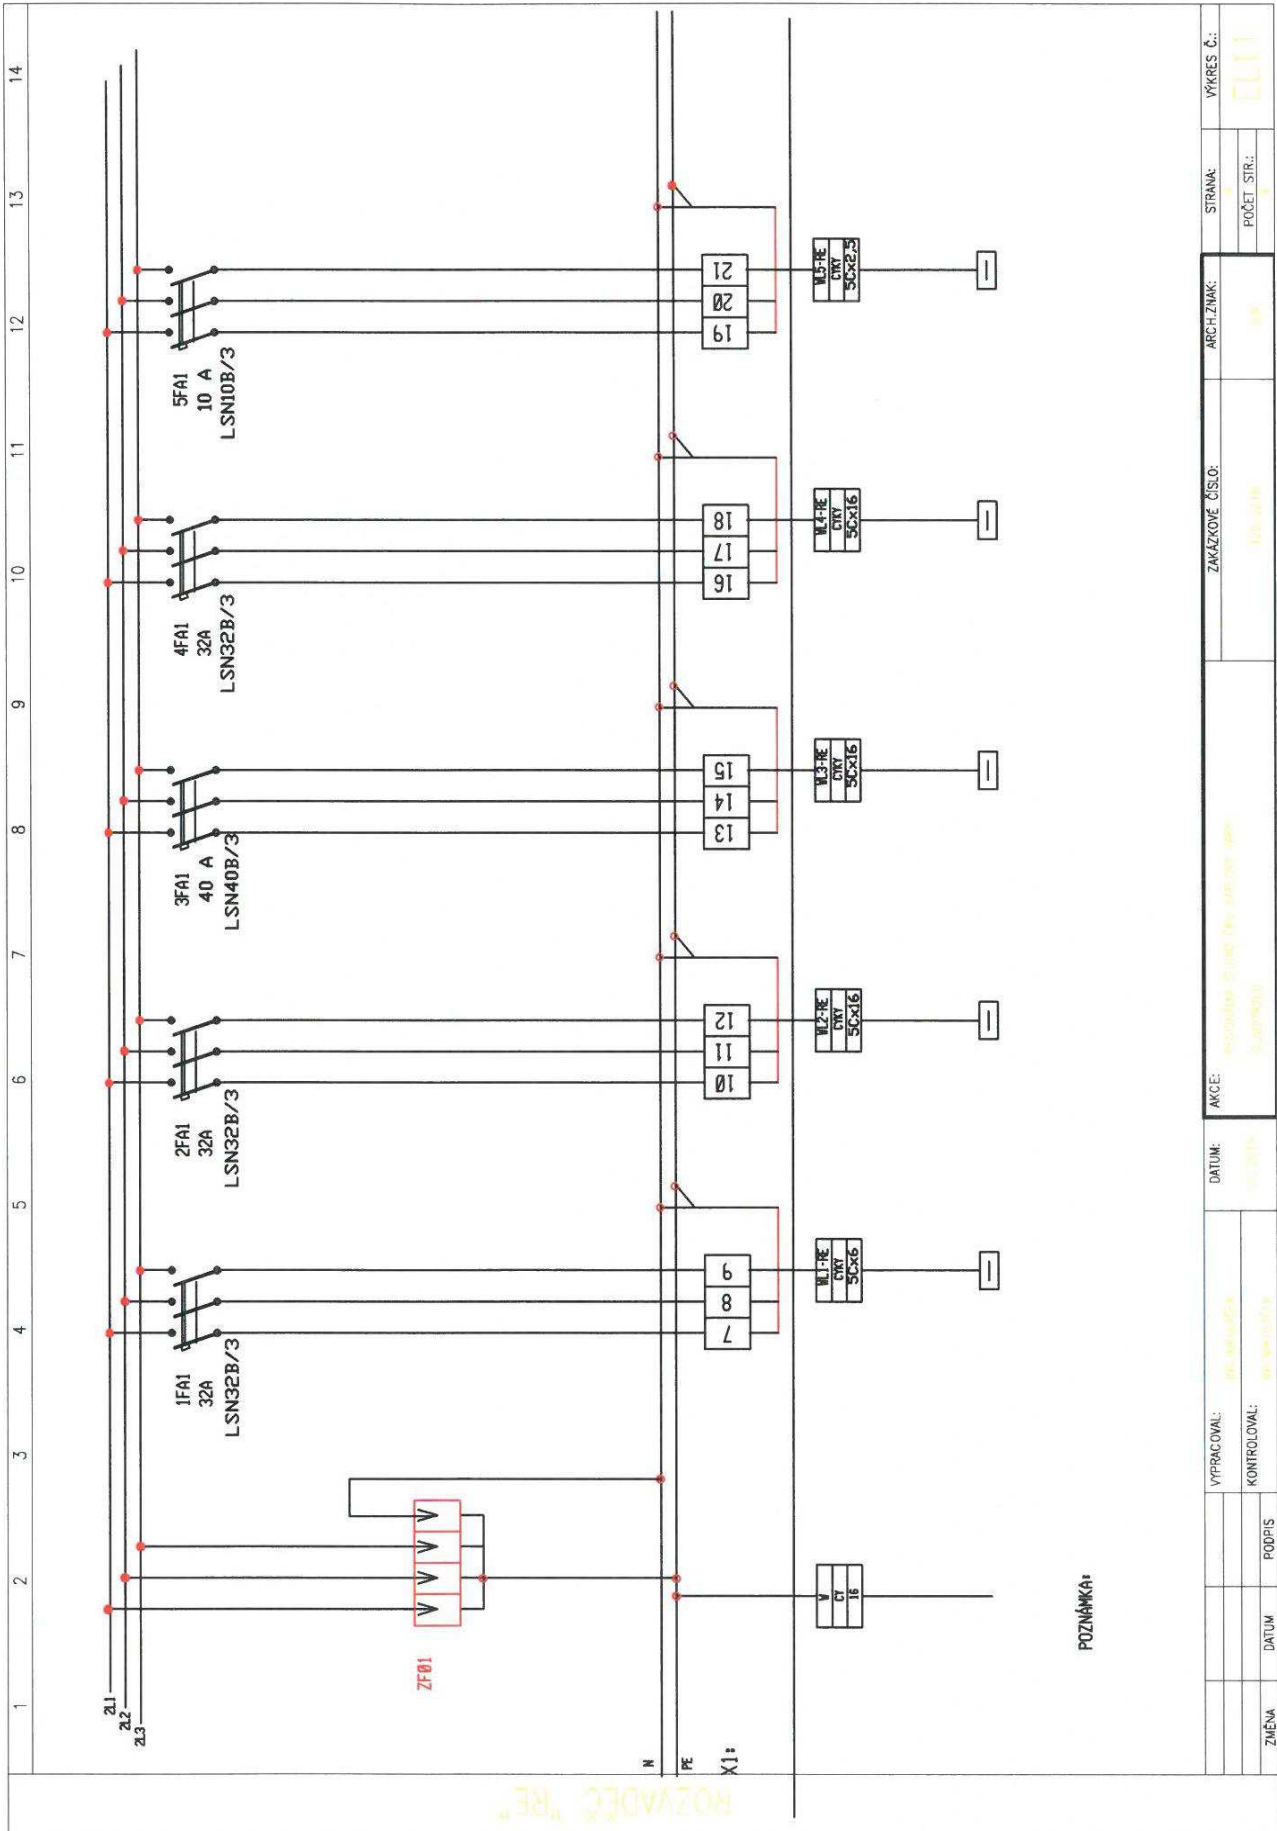 1 2 3 4 5 6 7 8 9 10 11 12 13 14
2L1
2L2
2L3
1FA1
32A
LSN32B/3
2FA1
32A
LSN32B/3
3FA1
40 A
LSN40B/3
4FA1
32A
LSN32B/3
5FA1
10 A
LSN10B/3
ZF01
N
PE
X1:
7 8 9
10 11 12
13 14 15
16 17 18
19 20 21
W
CY
16
WL1-RE
CYKY
5Cx6
WL2-RE
CYKY
5Cx16
WL3-RE
CYKY
5Cx16
WL4-RE
CYKY
5Cx16
WL5-RE
CYKY
5Cx2,5
POZNÁMKA:
ROZVADĚČ "RE"
ZMĚNA
DATUM
PODPIS
VYPRACOVAL:
KONTROLOVAL:
DATUM:
AKCE:
ZAKÁZKOVÉ ČÍSLO:
ARCH.ZNAK:
STRANA:
POČET STR.:
VÝKRES Č.: